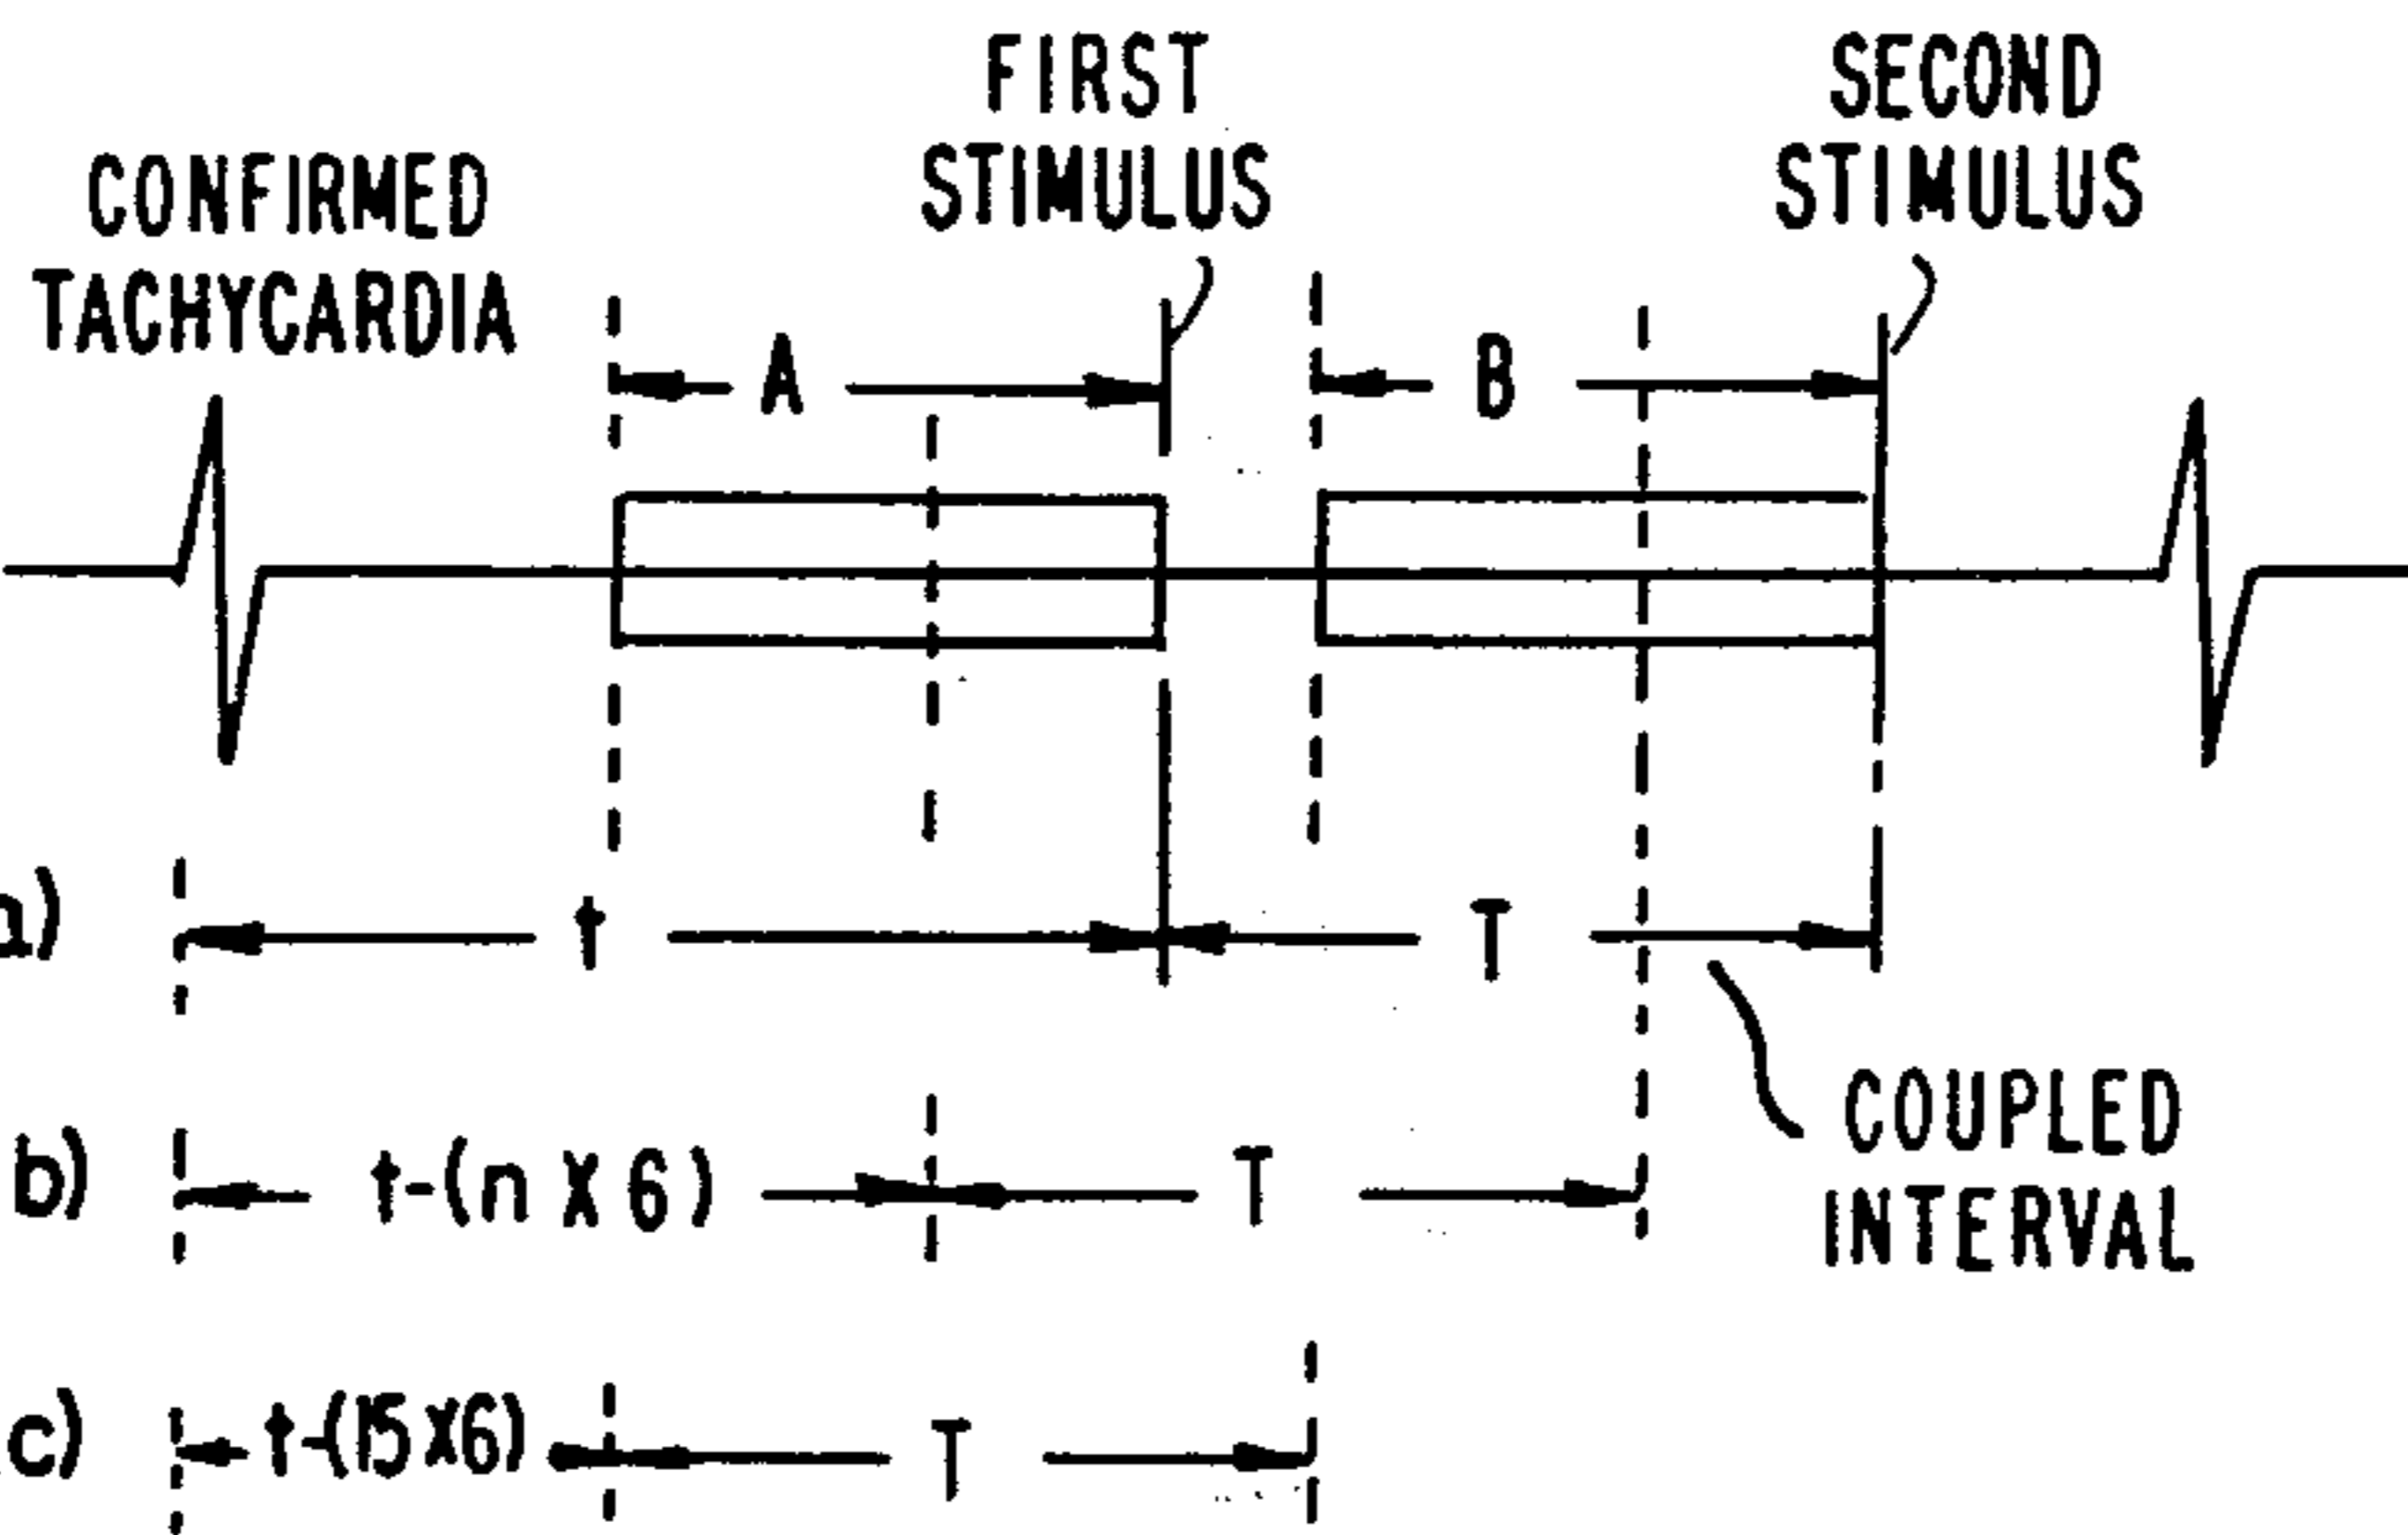 FIRST
STIMULUS
SECOND
STIMULUS
CONFIRMED
TACHYCARDIA
A
B
t
T
COUPLED
INTERVAL
b)
t-(n X 6)
T
c)
t-(15X6)
T